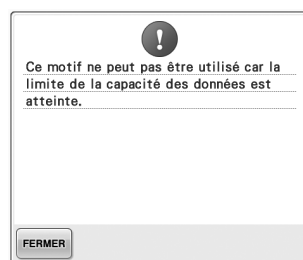 Ce motif ne peut pas être utilisé car la
limite de la capacité des données est
atteinte.
FERMER